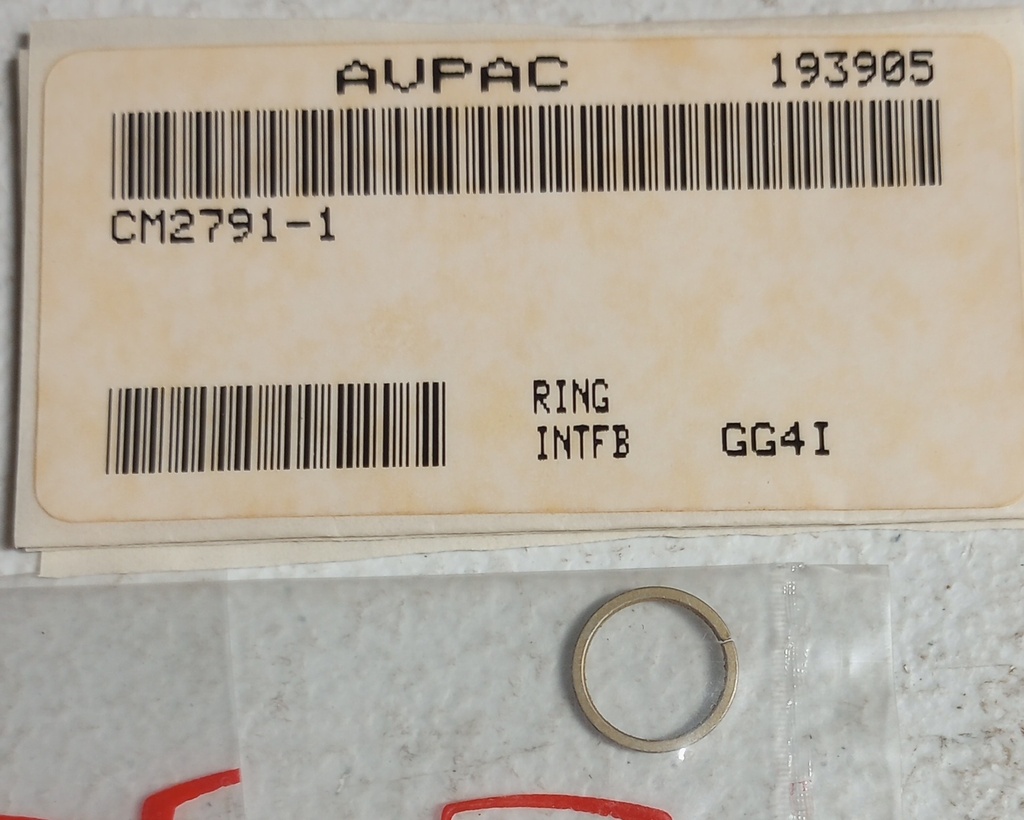 AVPAC 193905
CM2791-1
RING
INTFB GG4I